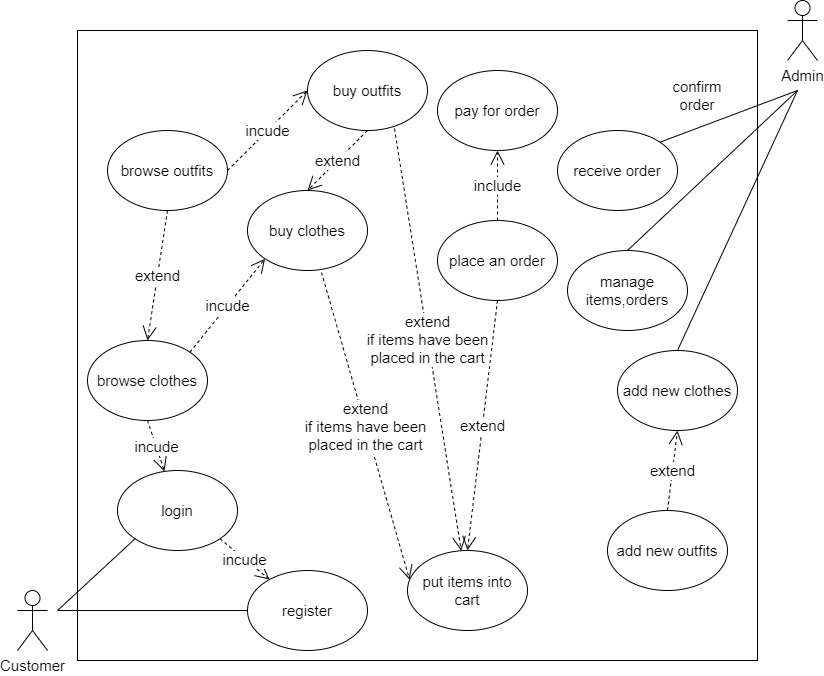 Admin
confirm
order
buy outfits
pay for order
incude
browse outfits
extend
receive order
include
buy clothes
place an order
extend
manage
items,orders
incude
extend
if items have been
placed in the cart
browse clothes
add new clothes
extend
if items have been
placed in the cart
extend
incude
extend
login
add new outfits
incude
put items into
cart
register
Customer